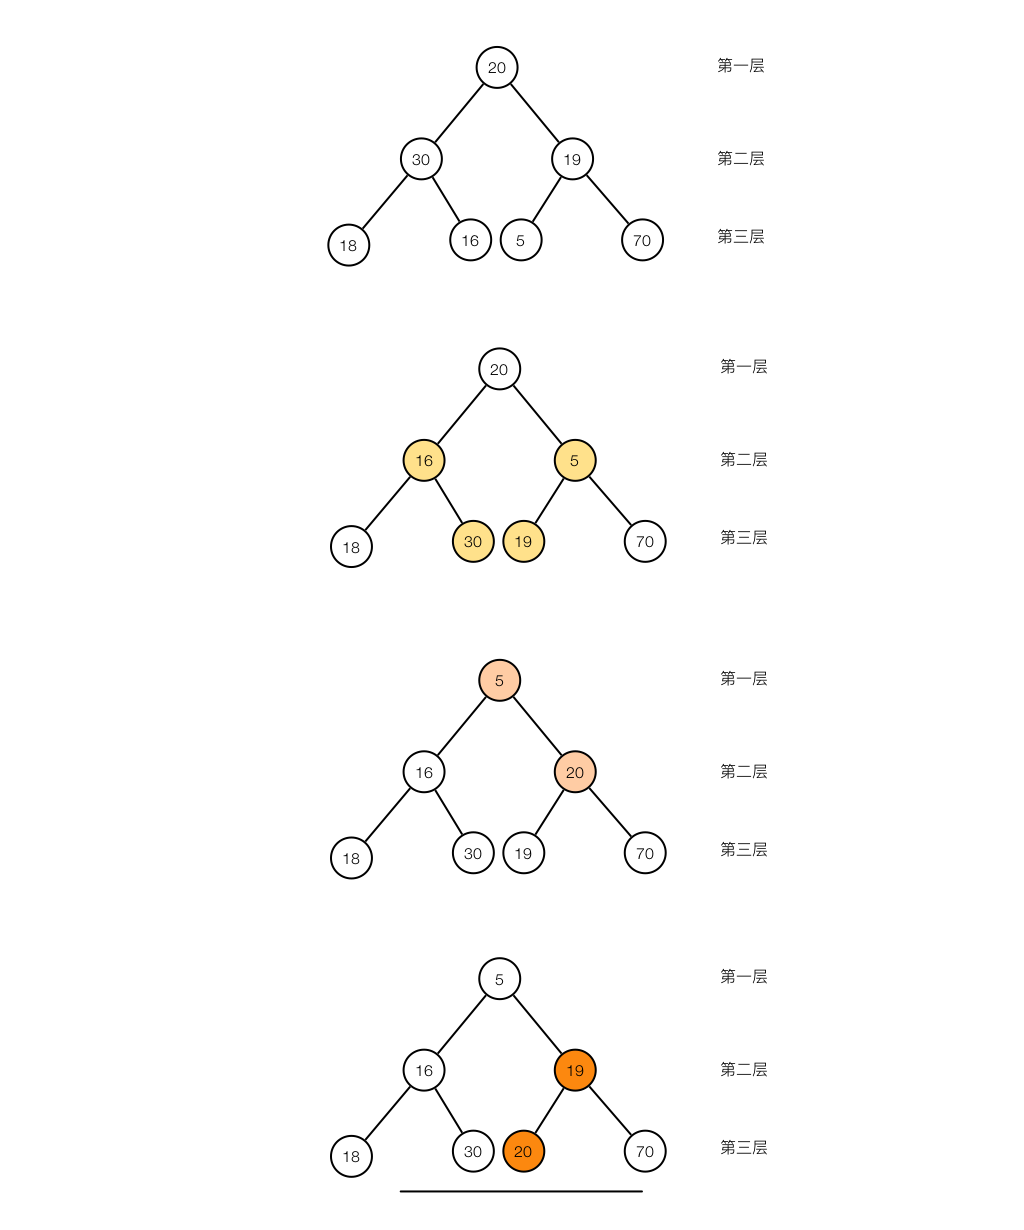 20 第一层
30 19 第二层
18 16 5 70 第三层
20 第一层
16 5 第二层
18 30 19 70 第三层
5 第一层
16 20 第二层
18 30 19 70 第三层
5 第一层
16 19 第二层
18 30 20 70 第三层